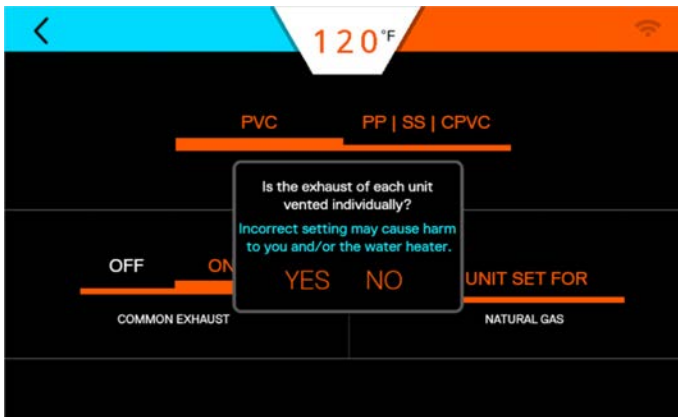 120°F
PVC
PP | SS | CPVC
Is the exhaust of each unit
vented individually?
Incorrect setting may cause harm
to you and/or the water heater.
YES NO
OFF ON
UNIT SET FOR
COMMON EXHAUST
NATURAL GAS